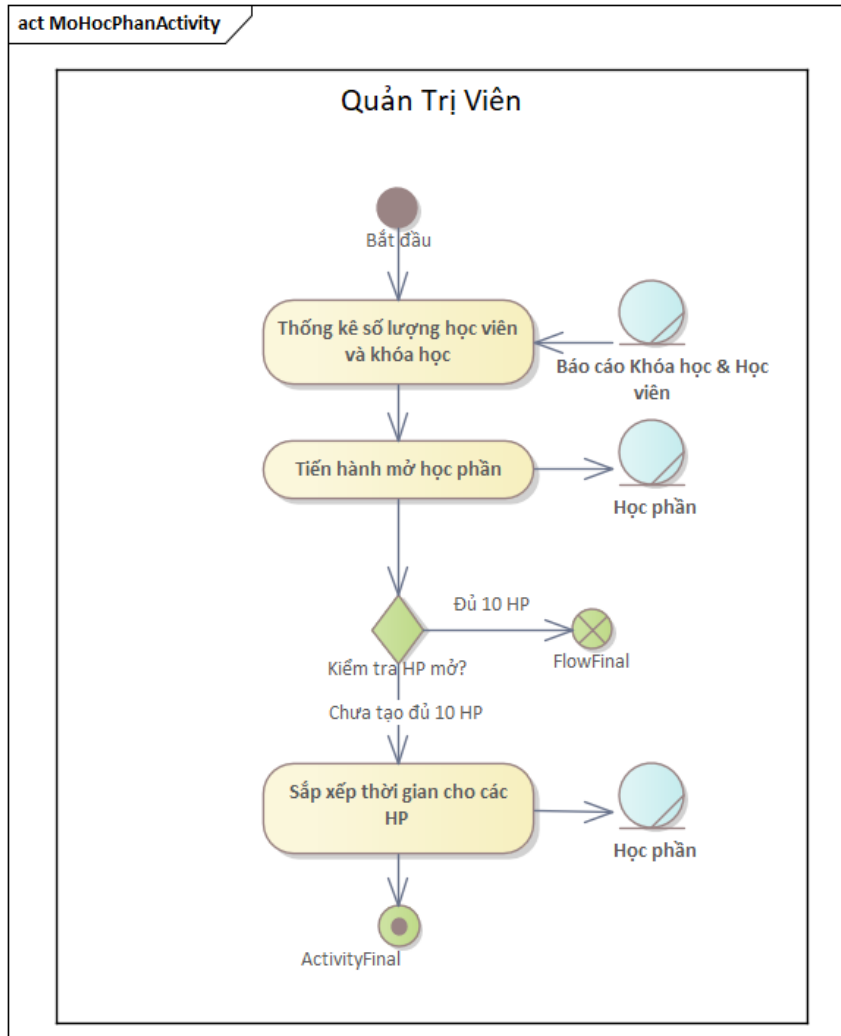 act MoHocPhanActivity
Quản Trị Viên
Bắt đầu
Thống kê số lượng học viên
và khóa học
Báo cáo Khóa học & Học
viên
Tiến hành mở học phần
Học phần
Đủ 10 HP
FlowFinal
Kiểm tra HP mở?
Chưa tạo đủ 10 HP
Sắp xếp thời gian cho các
HP
Học phần
ActivityFinal